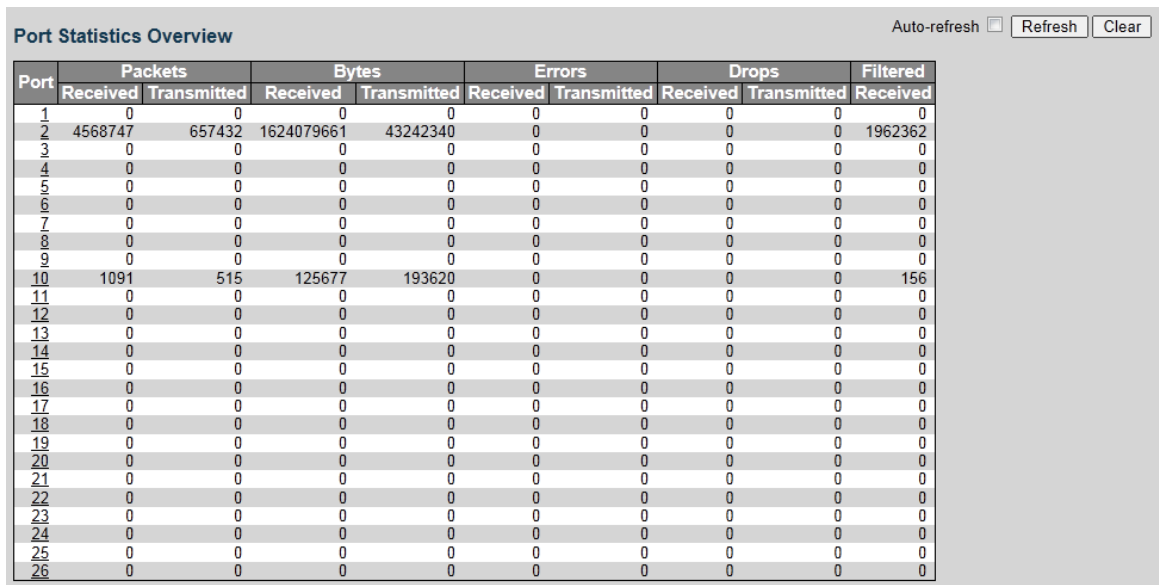 Port Statistics Overview
Auto-refresh Refresh Clear
Port Packets Bytes Errors Drops Filtered
Received Transmitted Received Transmitted Received Transmitted Received Transmitted Received
1 0 0 0 0 0 0 0 0 0
2 4568747 657432 1624079661 43242340 0 0 0 0 1962362
3 0 0 0 0 0 0 0 0 0
4 0 0 0 0 0 0 0 0 0
5 0 0 0 0 0 0 0 0 0
6 0 0 0 0 0 0 0 0 0
7 0 0 0 0 0 0 0 0 0
8 0 0 0 0 0 0 0 0 0
9 0 0 0 0 0 0 0 0 0
10 1091 515 125677 193620 0 0 0 0 156
11 0 0 0 0 0 0 0 0 0
12 0 0 0 0 0 0 0 0 0
13 0 0 0 0 0 0 0 0 0
14 0 0 0 0 0 0 0 0 0
15 0 0 0 0 0 0 0 0 0
16 0 0 0 0 0 0 0 0 0
17 0 0 0 0 0 0 0 0 0
18 0 0 0 0 0 0 0 0 0
19 0 0 0 0 0 0 0 0 0
20 0 0 0 0 0 0 0 0 0
21 0 0 0 0 0 0 0 0 0
22 0 0 0 0 0 0 0 0 0
23 0 0 0 0 0 0 0 0 0
24 0 0 0 0 0 0 0 0 0
25 0 0 0 0 0 0 0 0 0
26 0 0 0 0 0 0 0 0 0